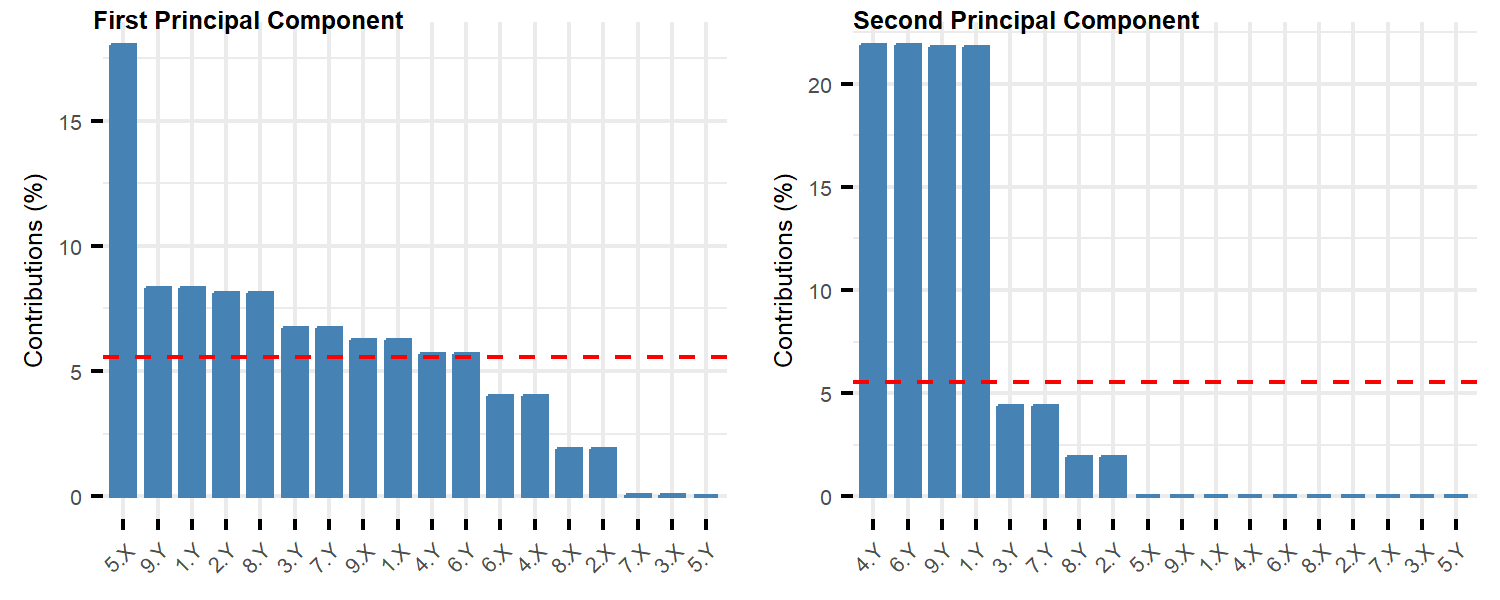 First Principal Component
Contributions (%)
15
10
5
0
5.X 9.Y 1.Y 2.Y 8.Y 3.Y 7.Y 9.X 1.X 4.Y 6.Y 6.X 4.X 8.X 2.X 7.X 3.X 5.Y
Second Principal Component
Contributions (%)
20
15
10
5
0
4.Y 6.Y 9.Y 1.Y 3.Y 7.Y 8.Y 2.Y 5.X 9.X 1.X 4.X 6.X 8.X 2.X 7.X 3.X 5.Y